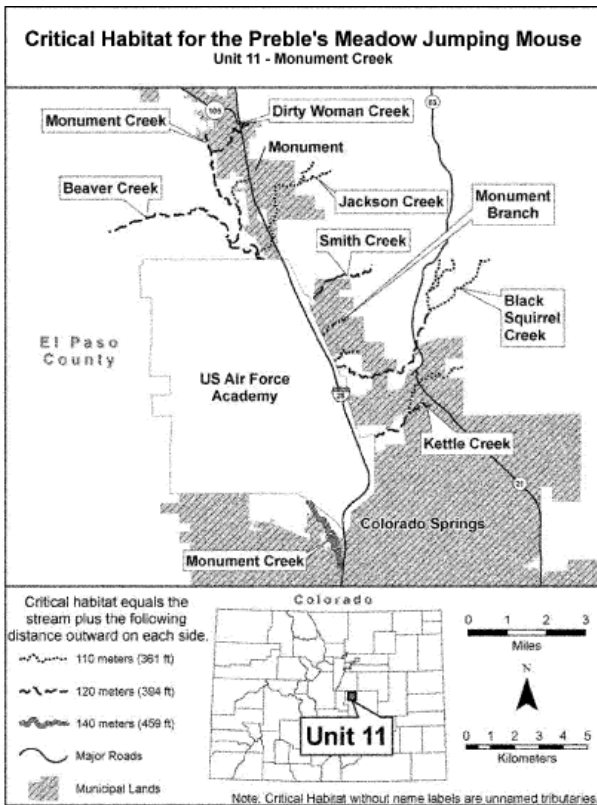 Critical Habitat for the Preble's Meadow Jumping Mouse
Unit 11 - Monument Creek
83
105
Dirty Woman Creek
Monument Creek
Monument
Beaver Creek
Jackson Creek
Monument
Branch
Smith Creek
Black
Squirrel
Creek
El Paso
County
US Air Force
Academy
25
Kettle Creek
21
Colorado Springs
Monument Creek
Critical habitat equals the
stream plus the following
distance outward on each side.
110 meters (361 ft)
120 meters (394 ft)
140 meters (459 ft)
Major Roads
Municipal Lands
Colorado
Unit 11
0 1 2 3
Miles
N
0 1 2 3 4 5
Kilometers
Note: Critical Habitat without name labels are unnamed tributaries